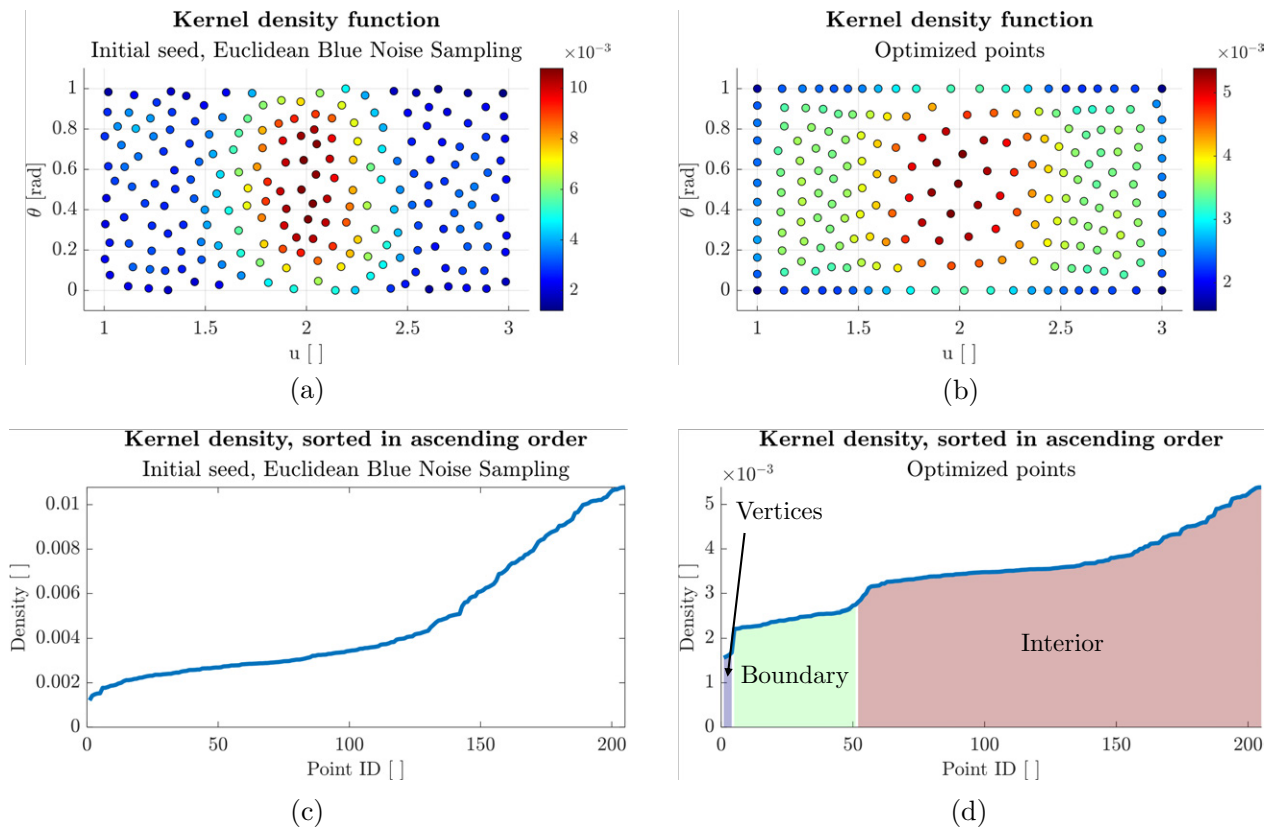 Kernel density function
Initial seed, Euclidean Blue Noise Sampling
×10⁻³
1
0.8
0.6
0.4
0.2
0
θ [rad]
1 1.5 2 2.5 3
u [ ]
10
8
6
4
2
(a)
Kernel density function
Optimized points
×10⁻³
1
0.8
0.6
0.4
0.2
0
θ [rad]
1 1.5 2 2.5 3
u [ ]
5
4
3
2
(b)
Kernel density, sorted in ascending order
Initial seed, Euclidean Blue Noise Sampling
0.01
0.008
0.006
0.004
0.002
0
Density [ ]
0 50 100 150 200
Point ID [ ]
(c)
Kernel density, sorted in ascending order
Optimized points
×10⁻³
5
4
3
2
1
0
Density [ ]
Vertices
Boundary
Interior
0 50 100 150 200
Point ID [ ]
(d)